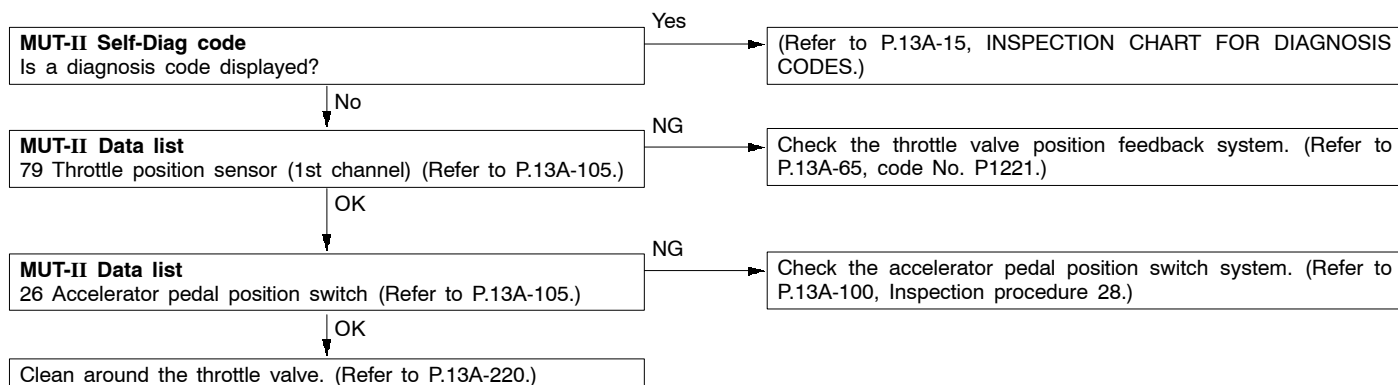 Yes
MUT-II Self-Diag code
Is a diagnosis code displayed?
(Refer to P.13A-15, INSPECTION CHART FOR DIAGNOSIS
CODES.)
No
MUT-II Data list
79 Throttle position sensor (1st channel) (Refer to P.13A-105.)
NG
Check the throttle valve position feedback system. (Refer to
P.13A-65, code No. P1221.)
OK
MUT-II Data list
26 Accelerator pedal position switch (Refer to P.13A-105.)
NG
Check the accelerator pedal position switch system. (Refer to
P.13A-100, Inspection procedure 28.)
OK
Clean around the throttle valve. (Refer to P.13A-220.)